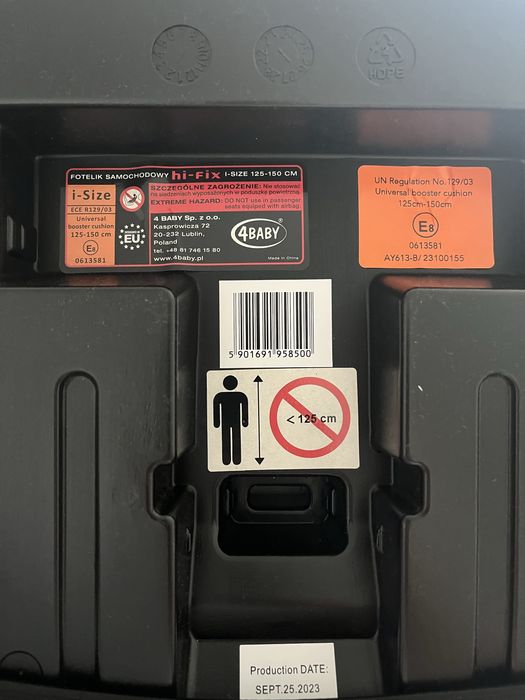 HDPE
FOTELIK SAMOCHODOWY hi-Fix I-SIZE 125-150 CM
i-Size
ECE R129/03
Universal
booster cushion
125-150 cm
E8
0613581
SZCZEGÓLNE ZAGROŻENIE: Nie stosować
na siedzeniach wyposażonych w poduszkę powietrzną.
EXTREME HAZARD: DO NOT use in passenger
seats equiped with airbag.
EU
4 BABY Sp. z o.o.
Kasprowicza 72
20-232 Lublin,
Poland
tel. +48 81 746 15 80
www.4baby.pl
4BABY
Made in China
UN Regulation No.129/03
Universal booster cushion
125cm-150cm
E8
0613581
AY613-B/ 23100155
5 901691 958500
< 125 cm
Production DATE:
SEPT.25.2023